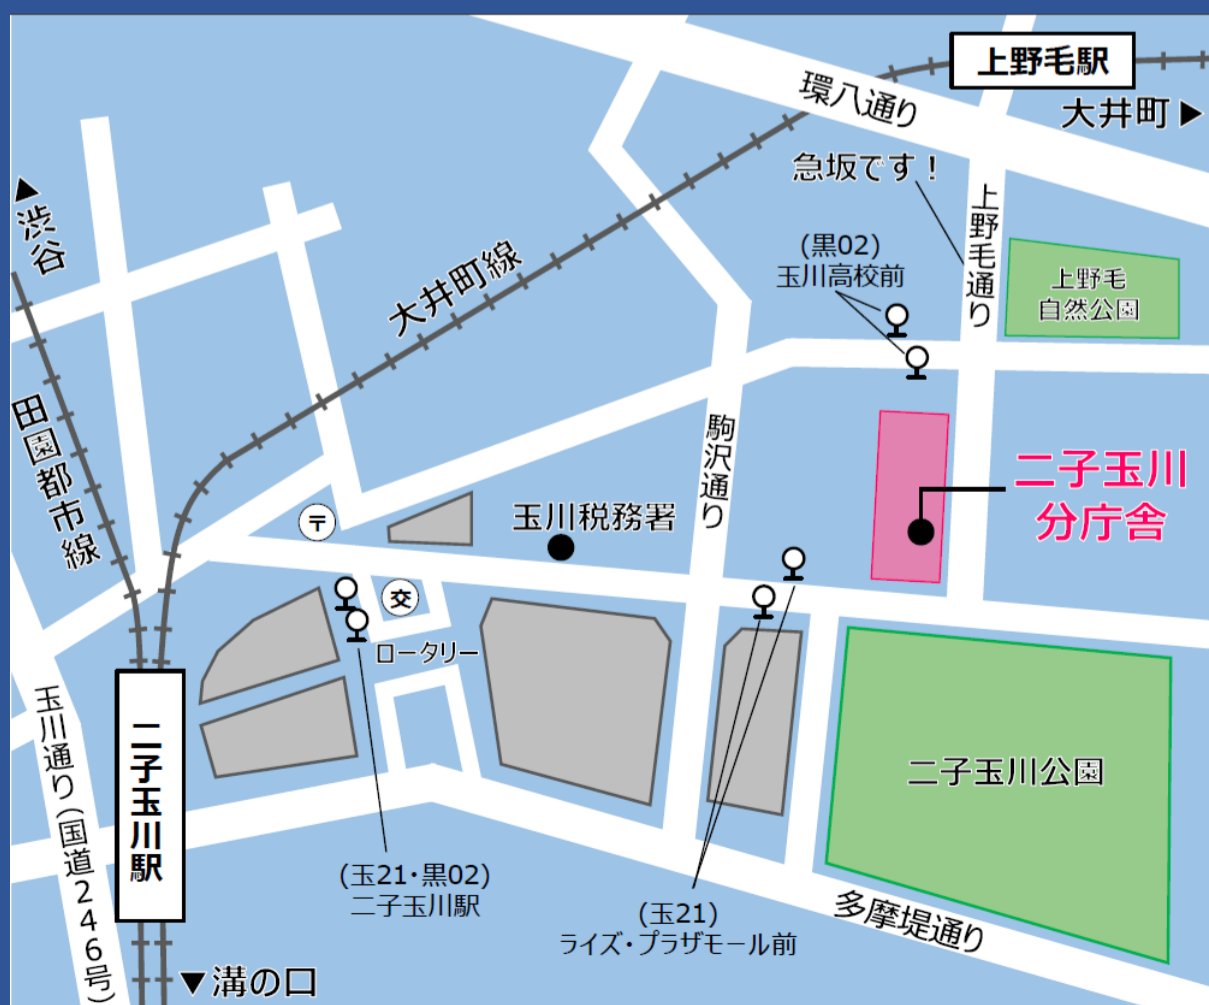 上野毛駅
環八通り
大井町▶
急坂です！
▲渋谷
上野毛通り
(黒02)
玉川高校前
大井町線
上野毛
自然公園
田園都市線
駒沢通り
二子玉川
分庁舎
〒
玉川税務署
交
ロータリー
玉川通り(国道246号)
二子玉川駅
二子玉川公園
(玉21・黒02)
二子玉川駅
(玉21)
ライズ・プラザモール前
多摩堤通り
▼溝の口